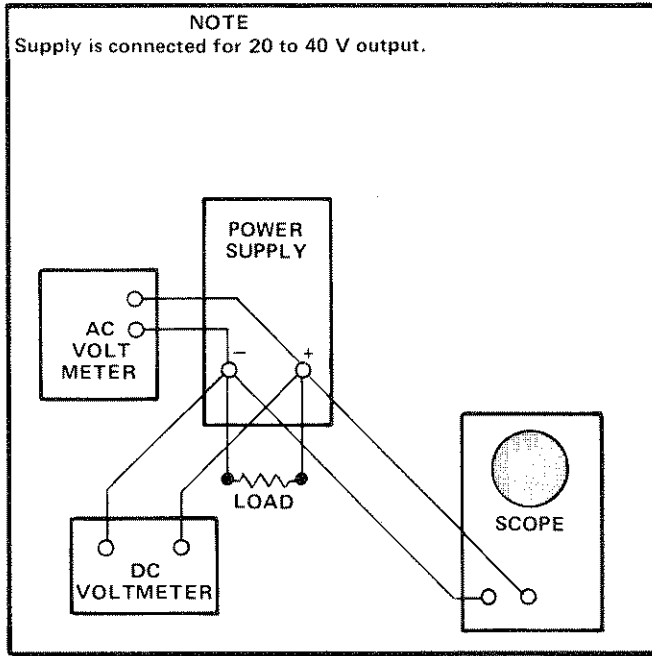 NOTE
Supply is connected for 20 to 40 V output.
POWER
SUPPLY
AC
VOLT
METER
−
+
LOAD
SCOPE
DC
VOLTMETER